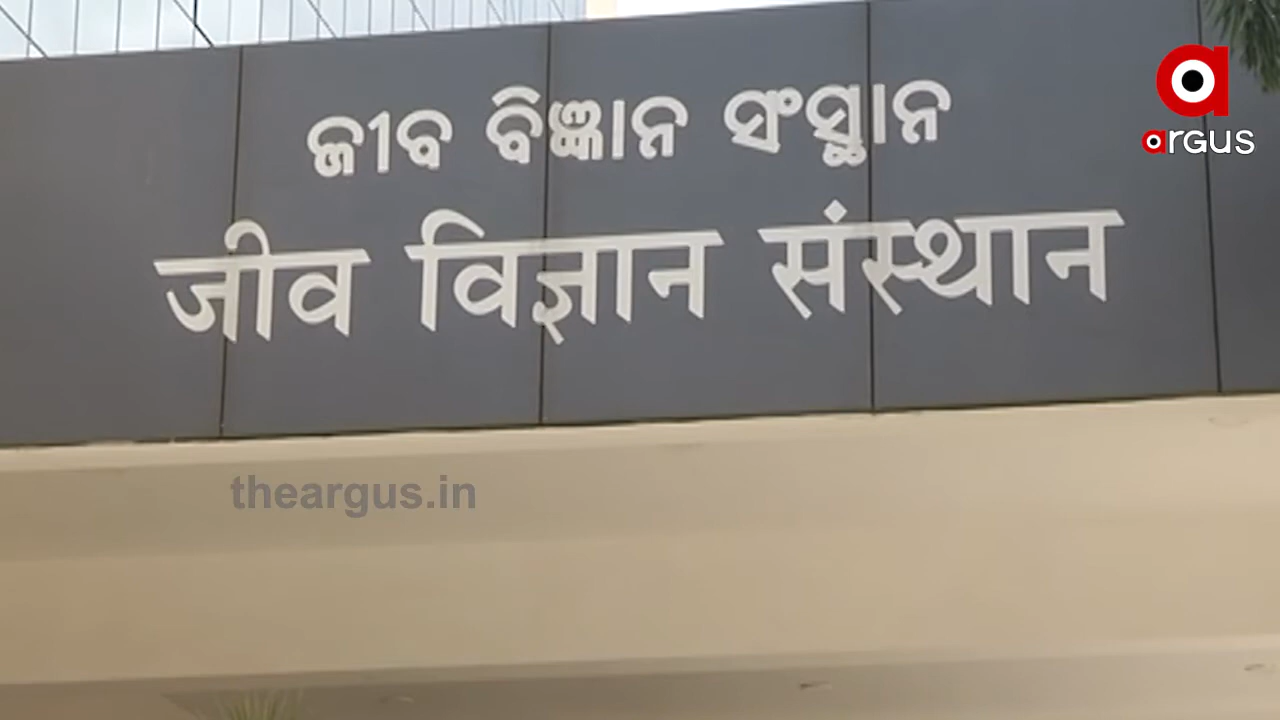 ଜୀବ ବିଜ୍ଞାନ ସଂସ୍ଥାନ
जीव विज्ञान संस्थान
argus
theargus.in